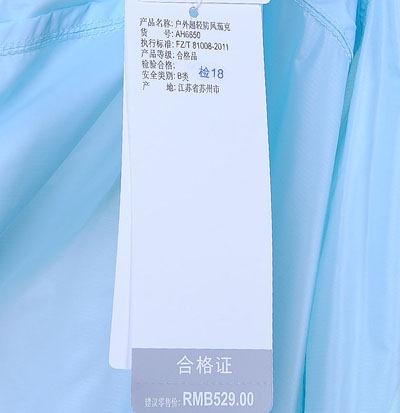 产品名称: 户外超轻防风茄克
货 号: AH6650
执行标准: FZ/T 81008-2011
产品等级: 合格品
检验合格: 检18
安全类别: B类
产 地: 江苏省苏州市
合格证
建议零售价: RMB529.00